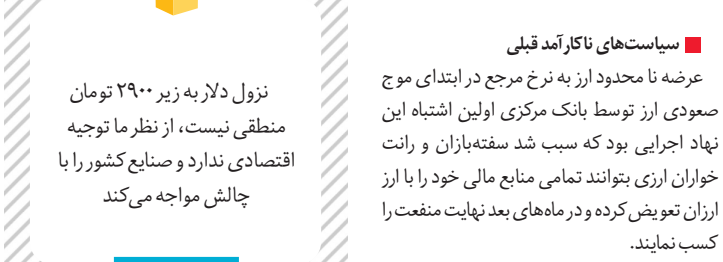 سیاست‌های ناکارآمد قبلی
عرضه نا محدود ارز به نرخ مرجع در ابتدای موج
صعودی ارز توسط بانک مرکزی اولین اشتباه این
نهاد اجرایی بود که سبب شد سفته‌بازان و رانت
خواران ارزی بتوانند تمامی منابع مالی خود را با ارز
ارزان تعویض کرده و در ماه‌های بعد نهایت منفعت را
کسب نمایند.
نزول دلار به زیر ۲۹۰۰ تومان
منطقی نیست، از نظر ما توجیه
اقتصادی ندارد و صنایع کشور را با
چالش مواجه می‌کند